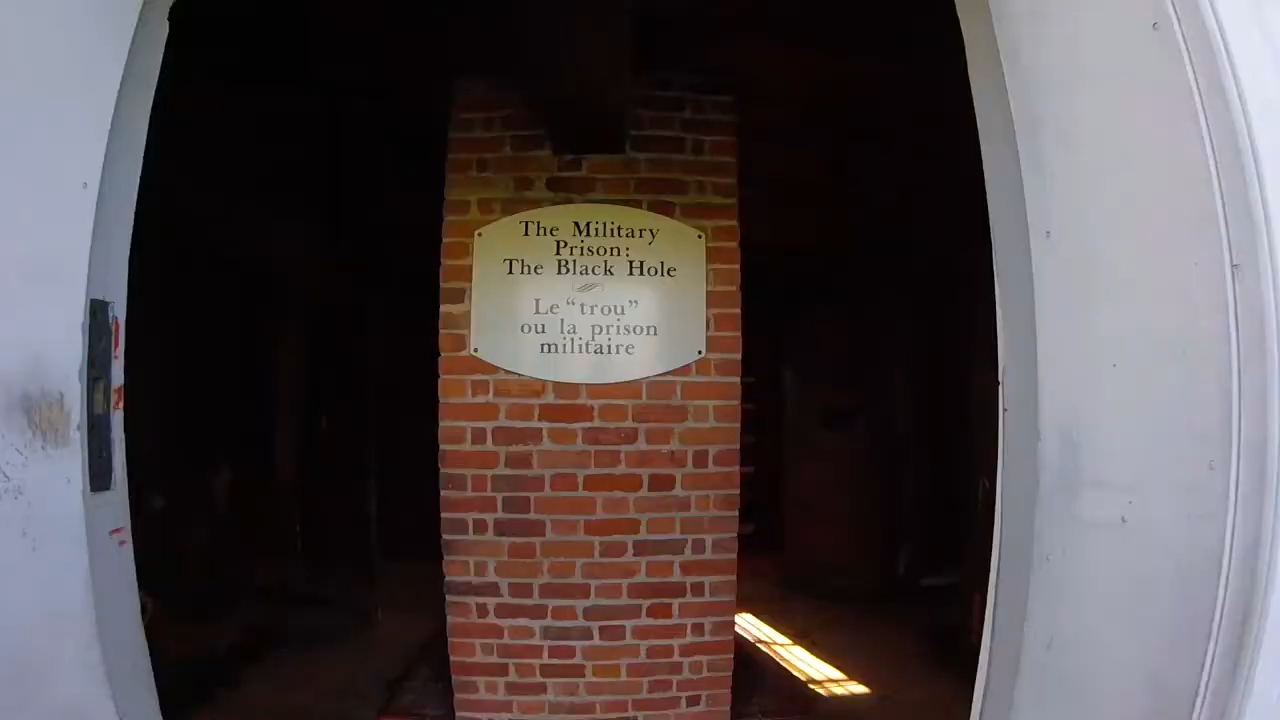 The Military
Prison:
The Black Hole
Le “trou”
ou la prison
militaire